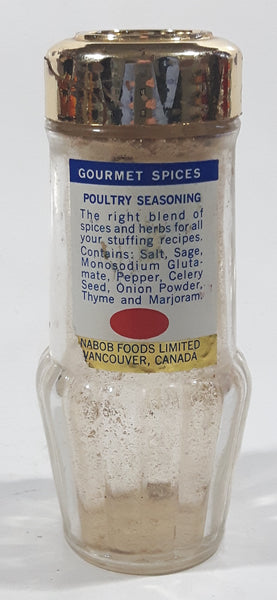 GOURMET SPICES
POULTRY SEASONING
The right blend of
spices and herbs for all
your stuffing recipes.
Contains: Salt, Sage,
Monosodium Gluta-
mate, Pepper, Celery
Seed, Onion Powder,
Thyme and Marjoram.
NABOB FOODS LIMITED
VANCOUVER, CANADA